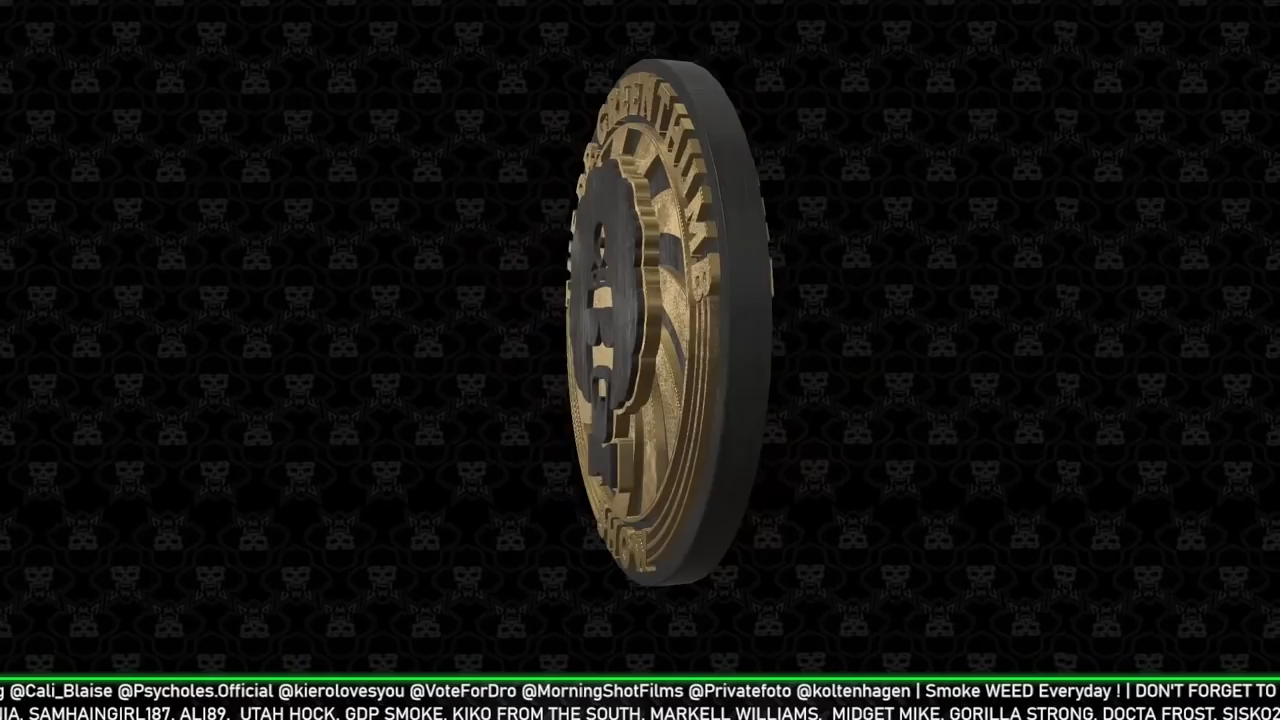 GREENTHUMB
g @Cali_Blaise @Psycholes.Official @kierolovesyou @VoteForDro @MorningShotFilms @Privatefoto @koltenhagen | Smoke WEED Everyday ! | DON'T FORGET TO
SAMHAINGIRL187, ALI89, UTAH HOCK, GDP SMOKE, KIKO FROM THE SOUTH, MARKELL WILLIAMS, MIDGET MIKE, GORILLA STRONG, DOCTA FROST,